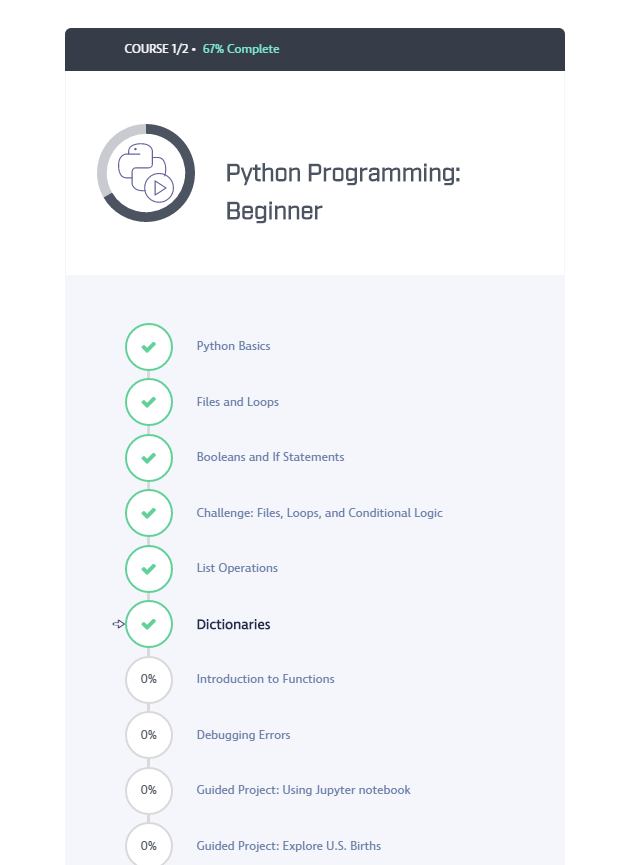 COURSE 1/2 • 67% Complete
Python Programming:
Beginner
Python Basics
Files and Loops
Booleans and If Statements
Challenge: Files, Loops, and Conditional Logic
List Operations
Dictionaries
0% Introduction to Functions
0% Debugging Errors
0% Guided Project: Using Jupyter notebook
0% Guided Project: Explore U.S. Births